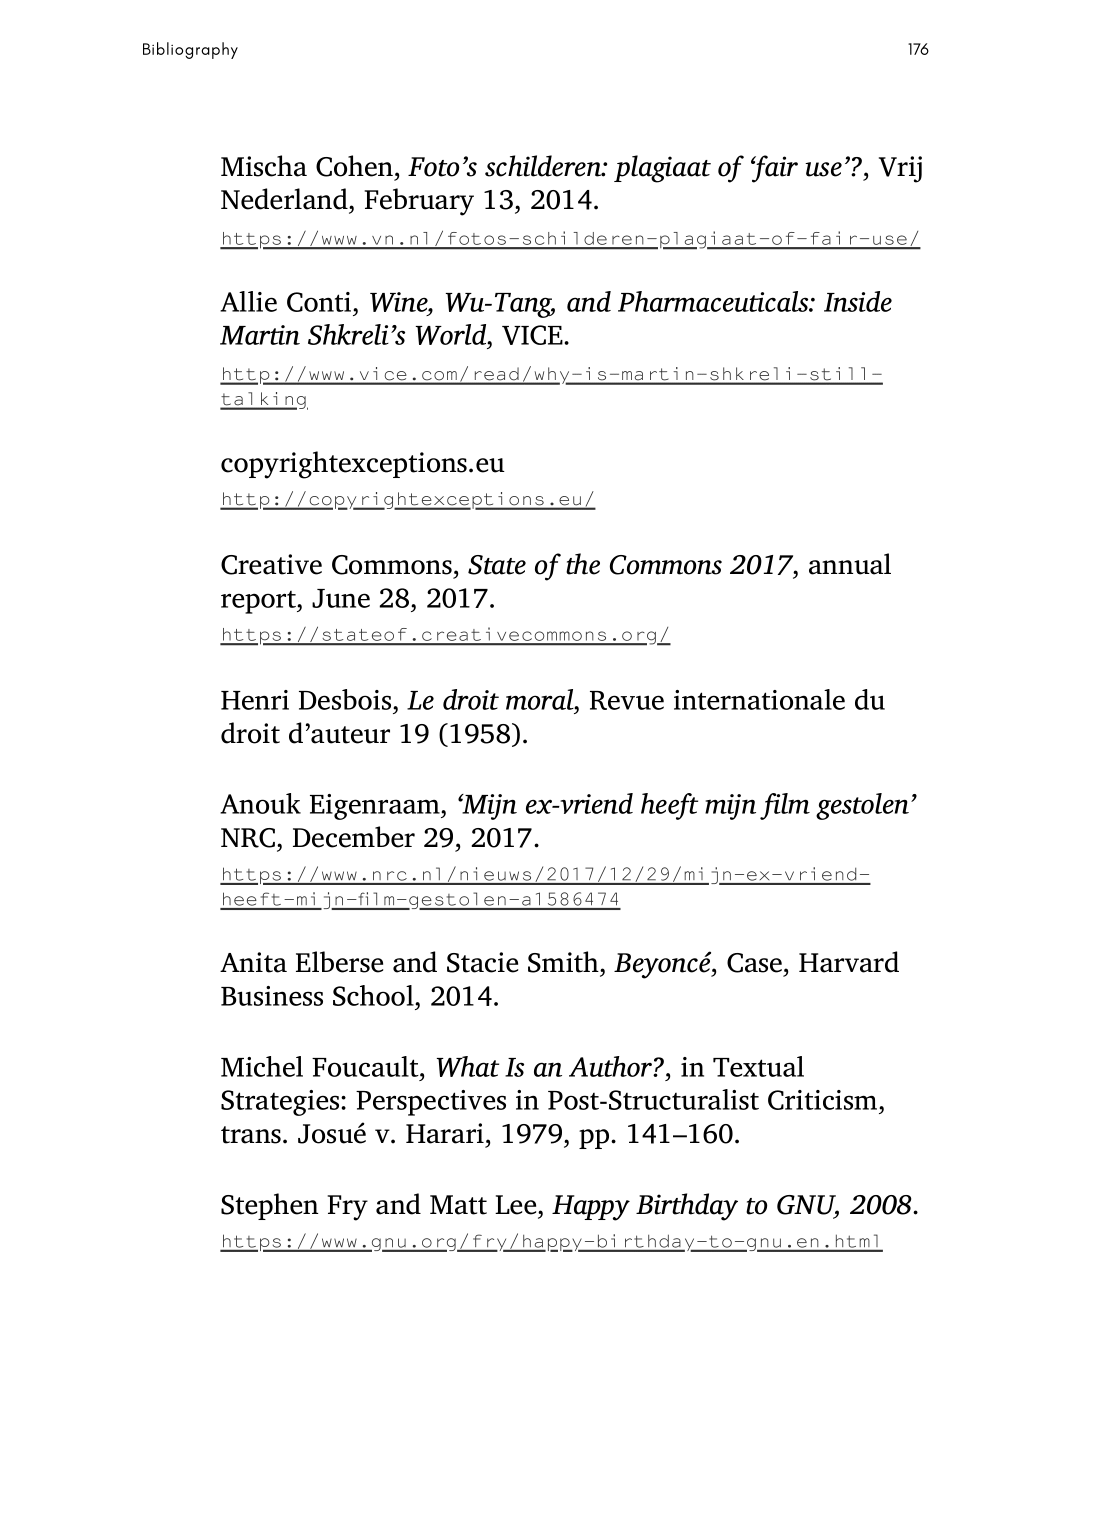 Bibliography 176
Mischa Cohen, Foto’s schilderen: plagiaat of ‘fair use’?, Vrij
Nederland, February 13, 2014.
https://www.vn.nl/fotos-schilderen-plagiaat-of-fair-use/
Allie Conti, Wine, Wu-Tang, and Pharmaceuticals: Inside
Martin Shkreli’s World, VICE.
http://www.vice.com/read/why-is-martin-shkreli-still-
talking
copyrightexceptions.eu
http://copyrightexceptions.eu/
Creative Commons, State of the Commons 2017, annual
report, June 28, 2017.
https://stateof.creativecommons.org/
Henri Desbois, Le droit moral, Revue internationale du
droit d’auteur 19 (1958).
Anouk Eigenraam, ‘Mijn ex-vriend heeft mijn film gestolen’
NRC, December 29, 2017.
https://www.nrc.nl/nieuws/2017/12/29/mijn-ex-vriend-
heeft-mijn-film-gestolen-a1586474
Anita Elberse and Stacie Smith, Beyoncé, Case, Harvard
Business School, 2014.
Michel Foucault, What Is an Author?, in Textual
Strategies: Perspectives in Post-Structuralist Criticism,
trans. Josué v. Harari, 1979, pp. 141–160.
Stephen Fry and Matt Lee, Happy Birthday to GNU, 2008.
https://www.gnu.org/fry/happy-birthday-to-gnu.en.html